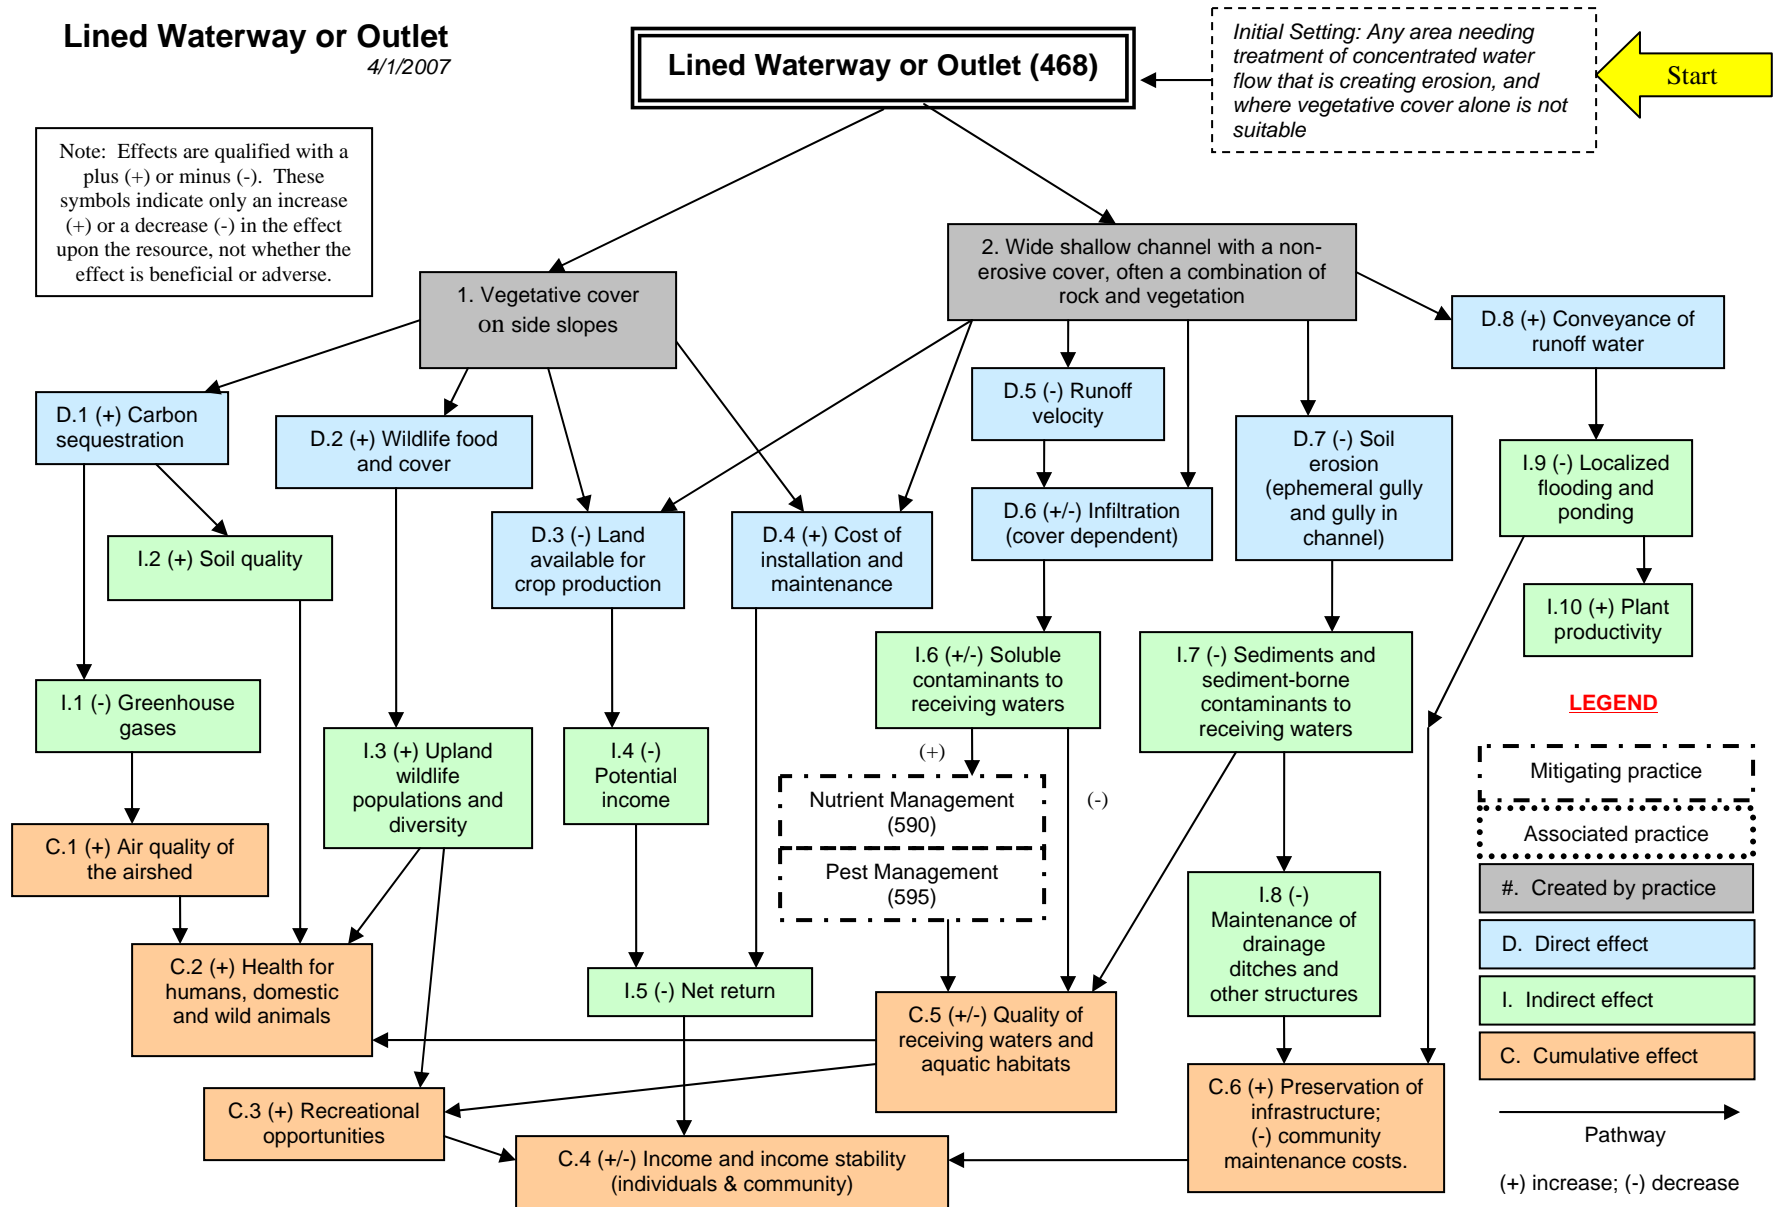 Lined Waterway or Outlet
4/1/2007
Lined Waterway or Outlet (468)
Initial Setting: Any area needing
treatment of concentrated water
flow that is creating erosion, and
where vegetative cover alone is not
suitable
Start
Note: Effects are qualified with a
plus (+) or minus (-). These
symbols indicate only an increase
(+) or a decrease (-) in the effect
upon the resource, not whether the
effect is beneficial or adverse.
1. Vegetative cover
on side slopes
2. Wide shallow channel with a non-
erosive cover, often a combination of
rock and vegetation
D.8 (+) Conveyance of
runoff water
D.1 (+) Carbon
sequestration
D.2 (+) Wildlife food
and cover
D.3 (-) Land
available for
crop production
D.4 (+) Cost of
installation and
maintenance
D.5 (-) Runoff
velocity
D.6 (+/-) Infiltration
(cover dependent)
D.7 (-) Soil
erosion
(ephemeral gully
and gully in
channel)
I.9 (-) Localized
flooding and
ponding
I.10 (+) Plant
productivity
I.2 (+) Soil quality
I.1 (-) Greenhouse
gases
I.3 (+) Upland
wildlife
populations and
diversity
I.4 (-)
Potential
income
I.6 (+/-) Soluble
contaminants to
receiving waters
I.7 (-) Sediments and
sediment-borne
contaminants to
receiving waters
(+)
(-)
Nutrient Management
(590)
Pest Management
(595)
I.8 (-)
Maintenance of
drainage
ditches and
other structures
I.5 (-) Net return
C.1 (+) Air quality of
the airshed
C.2 (+) Health for
humans, domestic
and wild animals
C.5 (+/-) Quality of
receiving waters and
aquatic habitats
C.3 (+) Recreational
opportunities
C.4 (+/-) Income and income stability
(individuals & community)
C.6 (+) Preservation of
infrastructure;
(-) community
maintenance costs.
LEGEND
Mitigating practice
Associated practice
#. Created by practice
D. Direct effect
I. Indirect effect
C. Cumulative effect
Pathway
(+) increase; (-) decrease